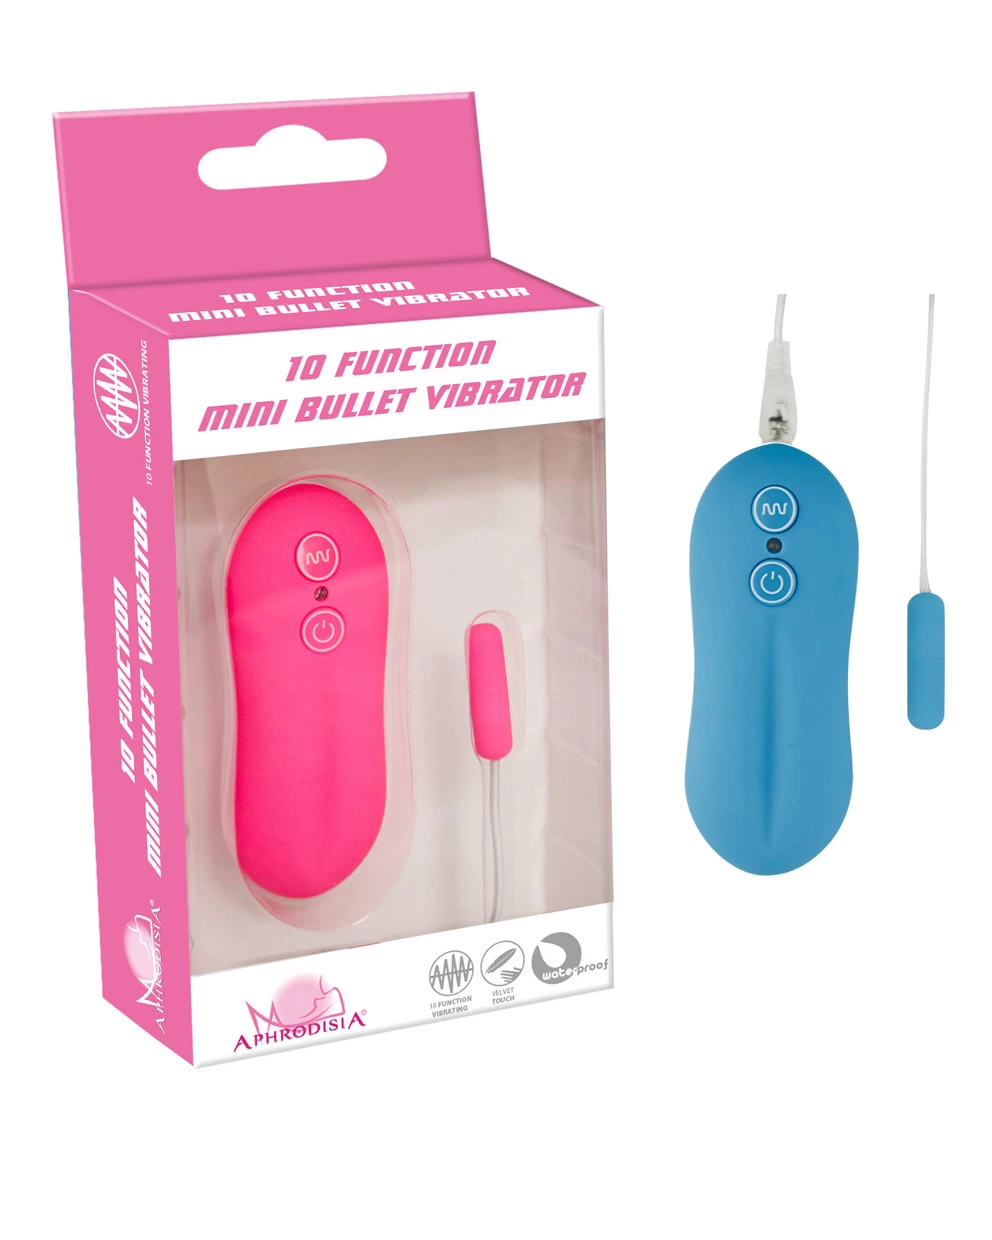 10 FUNCTION
MINI BULLET VIBRATOR
10 FUNCTION
MINI BULLET VIBRATOR
10 FUNCTION VIBRATING
10 FUNCTION
MINI BULLET VIBRATOR
APHRODISIA®
APHRODISIA®
10 FUNCTION
VIBRATING
VELVET
TOUCH
waterproof